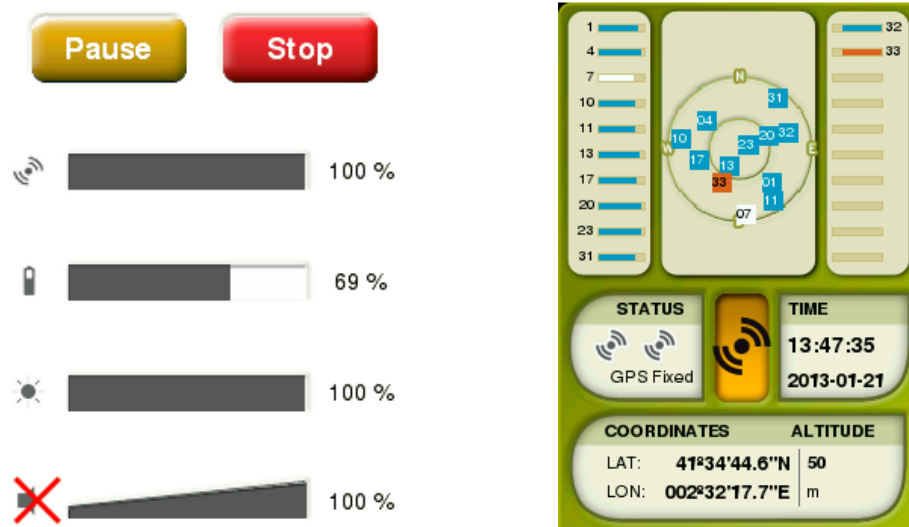 Pause Stop
100 %
69 %
100 %
100 %
1 32
4 33
7
10
11
13
17
20
23
31
N
31
04
20 32
10 W
23
E
17
13
33
01
11
07
STATUS
GPS Fixed
TIME
13:47:35
2013-01-21
COORDINATES ALTITUDE
LAT: 41º34'44.6"N 50
LON: 002º32'17.7"E m